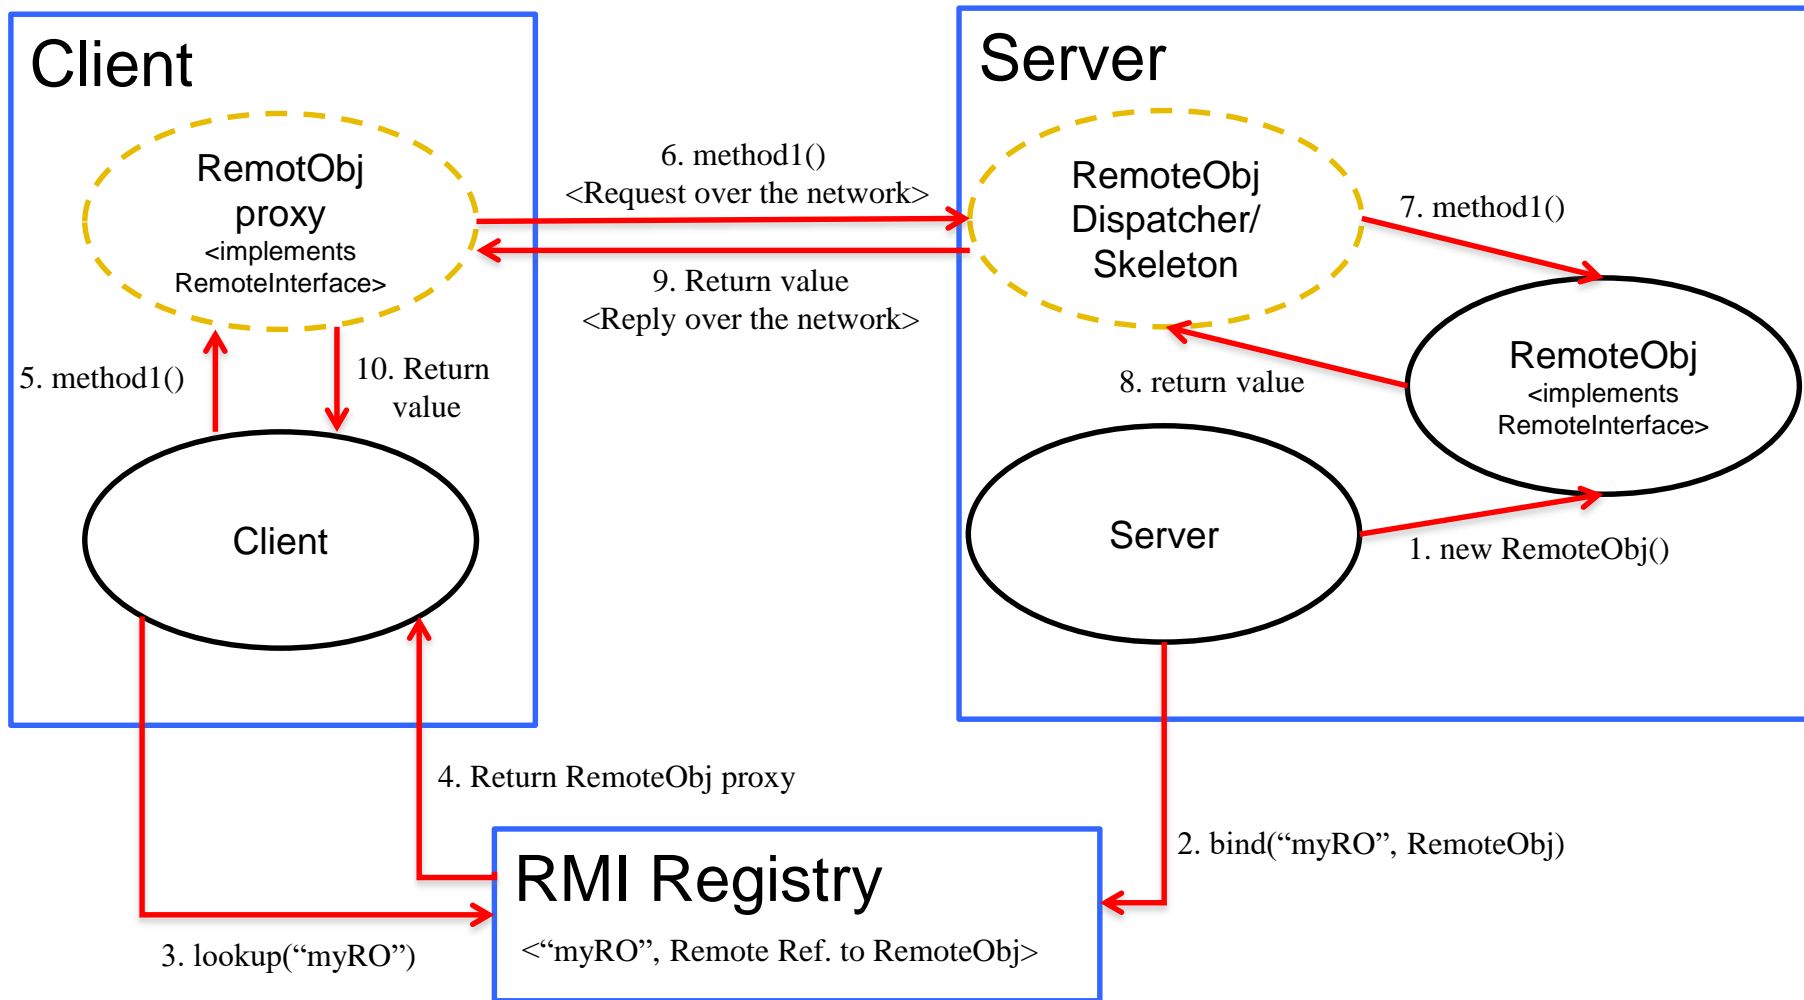 Client
RemotObj
proxy
<implements
RemoteInterface>
5. method1()
10. Return
value
Client
6. method1()
<Request over the network>
9. Return value
<Reply over the network>
Server
RemoteObj
Dispatcher/
Skeleton
7. method1()
8. return value
RemoteObj
<implements
RemoteInterface>
Server
1. new RemoteObj()
4. Return RemoteObj proxy
2. bind(“myRO”, RemoteObj)
3. lookup(“myRO”)
RMI Registry
<“myRO”, Remote Ref. to RemoteObj>